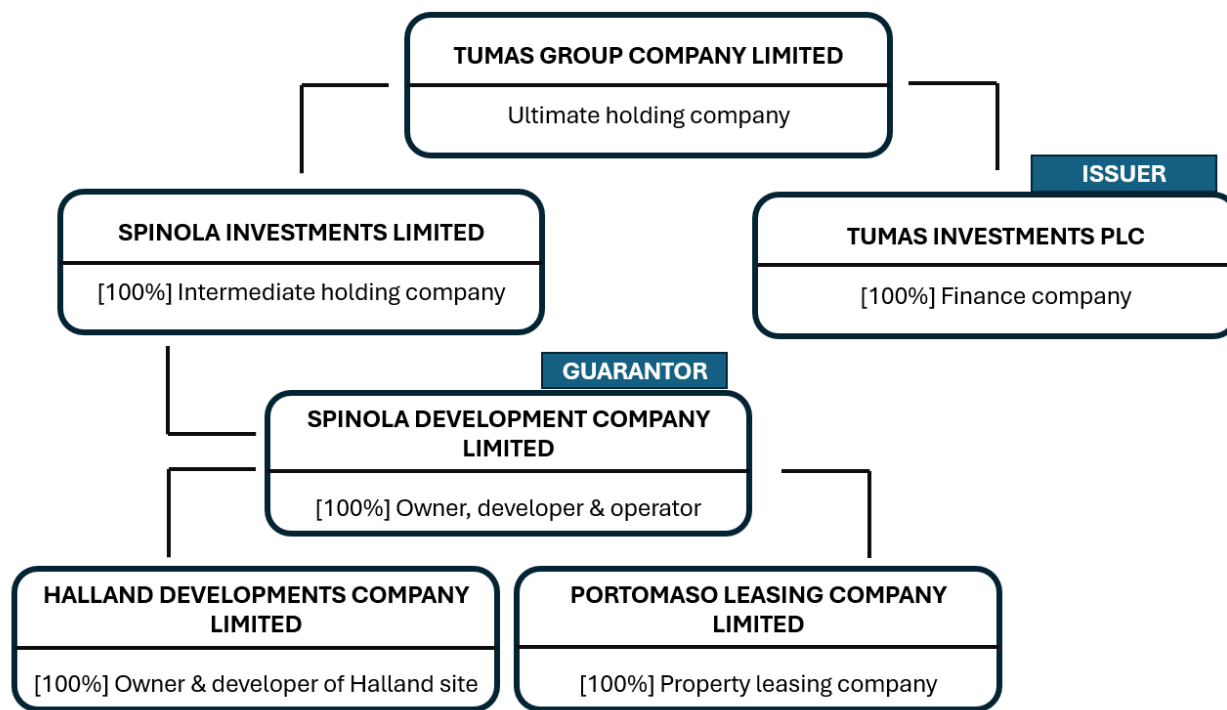 TUMAS GROUP COMPANY LIMITED
Ultimate holding company
ISSUER
SPINOLA INVESTMENTS LIMITED
[100%] Intermediate holding company
TUMAS INVESTMENTS PLC
[100%] Finance company
GUARANTOR
SPINOLA DEVELOPMENT COMPANY
LIMITED
[100%] Owner, developer & operator
HALLAND DEVELOPMENTS COMPANY
LIMITED
[100%] Owner & developer of Halland site
PORTOMASO LEASING COMPANY
LIMITED
[100%] Property leasing company